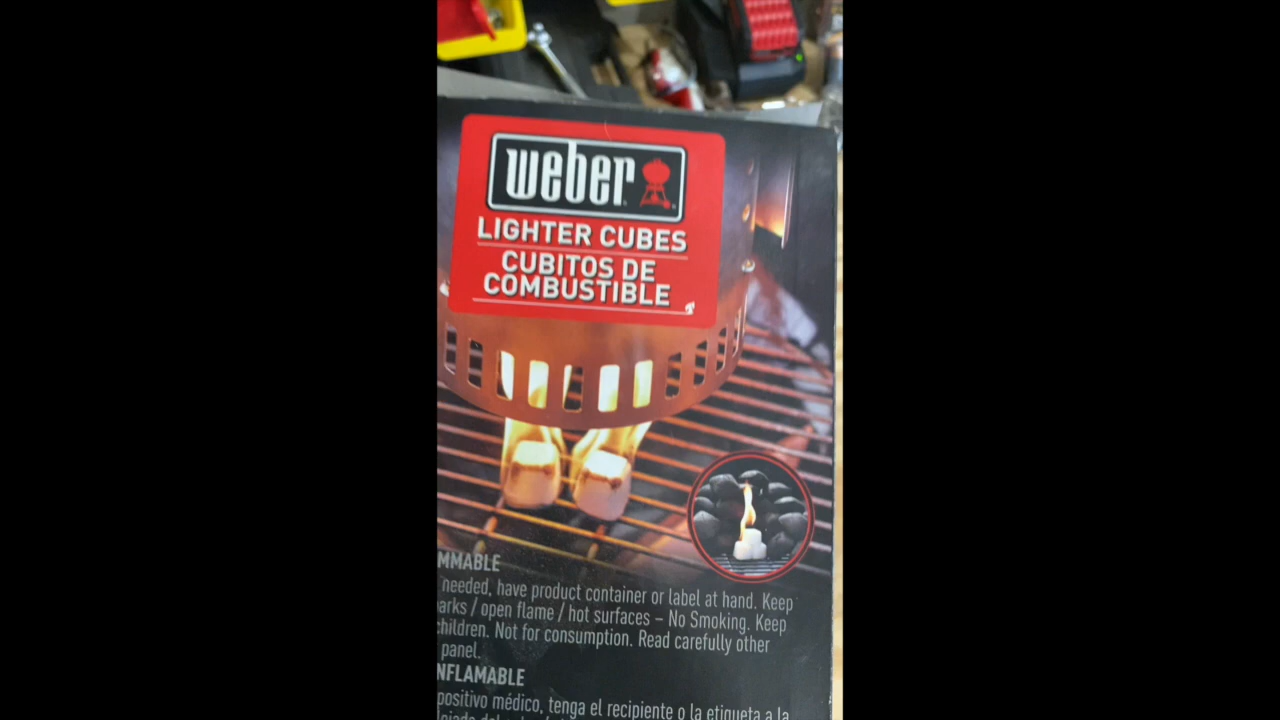 weber
LIGHTER CUBES
CUBITOS DE
COMBUSTIBLE
MMABLE
needed, have product container or label at hand. Keep
arks / open flame / hot surfaces – No Smoking. Keep
children. Not for consumption. Read carefully other
panel.
NFLAMABLE
positivo médico, tenga el recipiente o la etiqueta a la